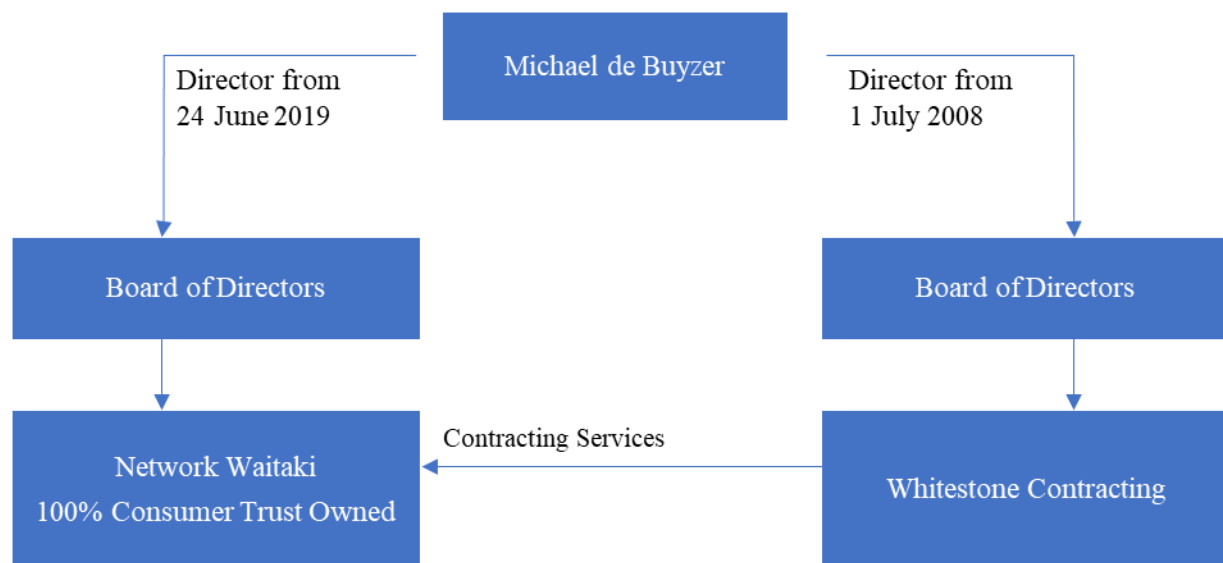 Michael de Buyzer
Director from
24 June 2019
Director from
1 July 2008
Board of Directors
Board of Directors
Network Waitaki
100% Consumer Trust Owned
Contracting Services
Whitestone Contracting